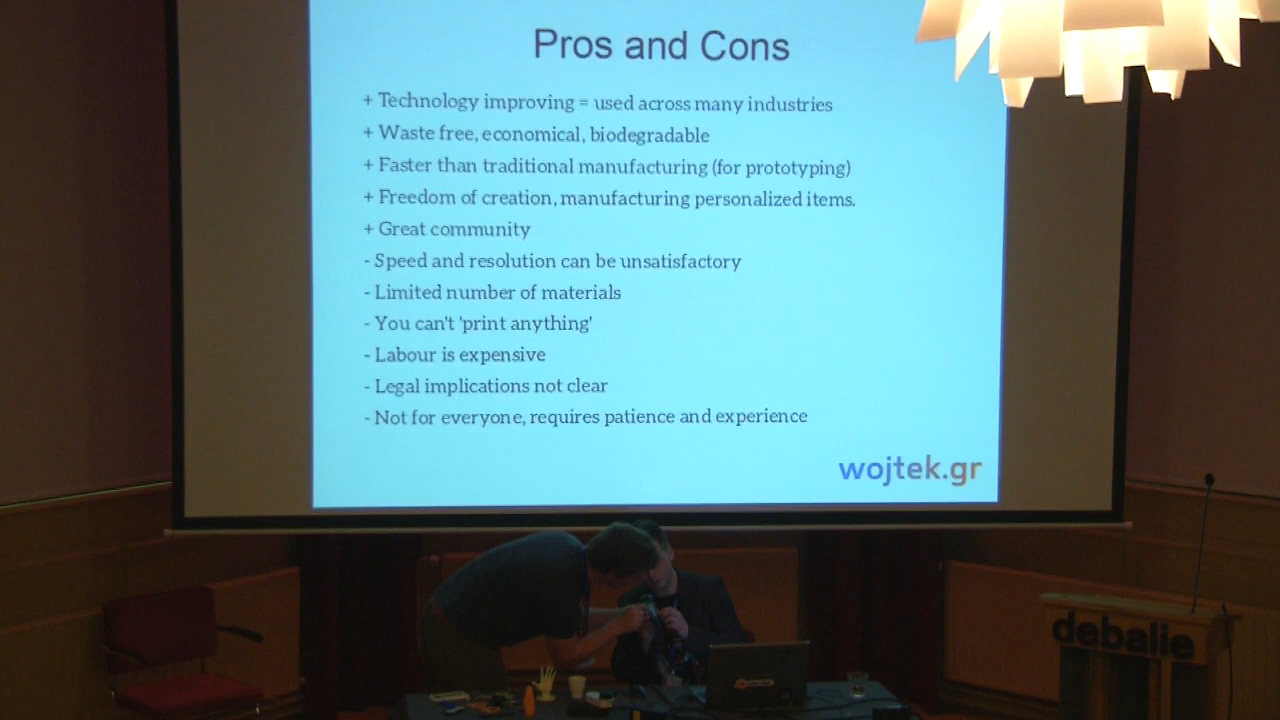 Pros and Cons
+ Technology improving = used across many industries
+ Waste free, economical, biodegradable
+ Faster than traditional manufacturing (for prototyping)
+ Freedom of creation, manufacturing personalized items.
+ Great community
- Speed and resolution can be unsatisfactory
- Limited number of materials
- You can't 'print anything'
- Labour is expensive
- Legal implications not clear
- Not for everyone, requires patience and experience
wojtek.gr
debalie